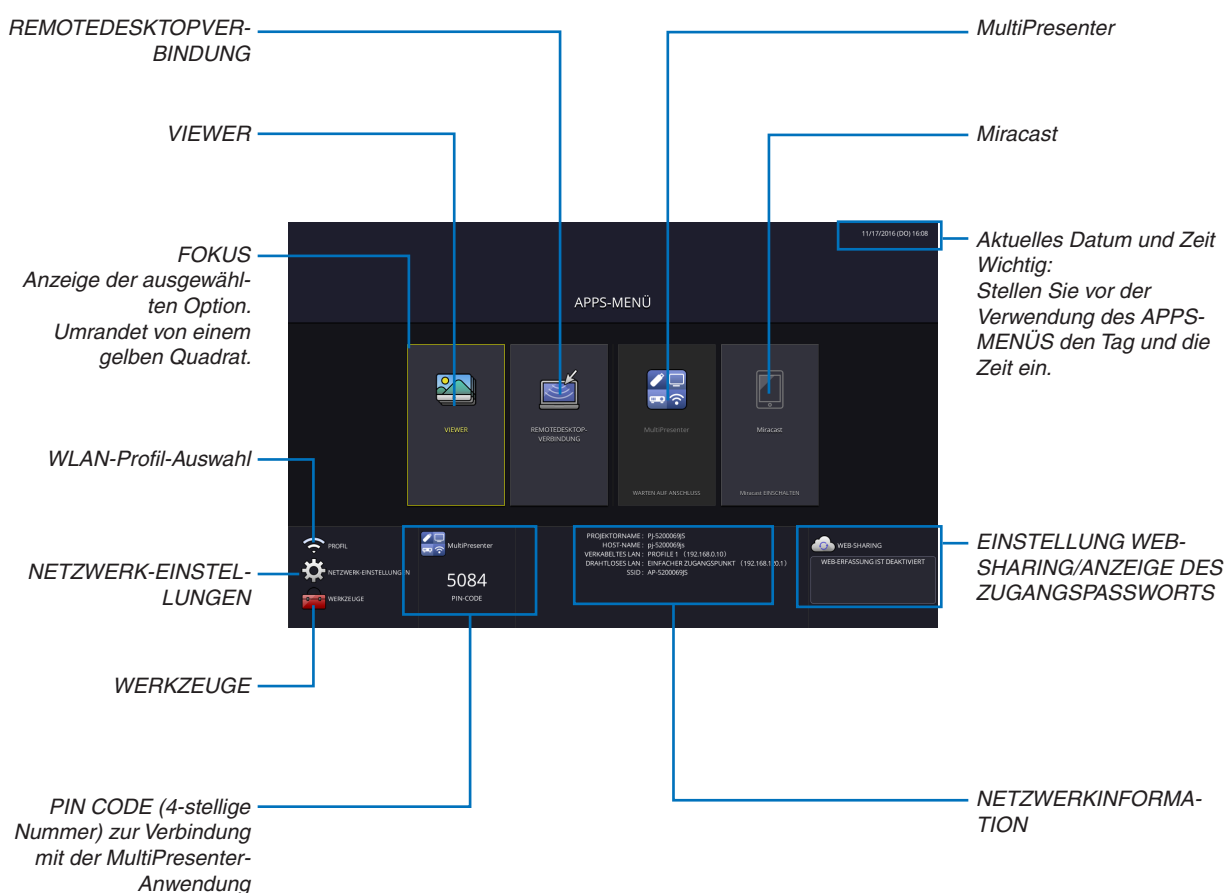 REMOTEDESKTOPVER-
BINDUNG
VIEWER
FOKUS
Anzeige der ausgewähl-
ten Option.
Umrandet von einem
gelben Quadrat.
WLAN-Profil-Auswahl
NETZWERK-EINSTEL-
LUNGEN
WERKZEUGE
PIN CODE (4-stellige
Nummer) zur Verbindung
mit der MultiPresenter-
Anwendung
MultiPresenter
Miracast
Aktuelles Datum und Zeit
Wichtig:
Stellen Sie vor der
Verwendung des APPS-
MENÜS den Tag und die
Zeit ein.
EINSTELLUNG WEB-
SHARING/ANZEIGE DES
ZUGANGSPASSWORTS
NETZWERKINFORMA-
TION
11/17/2016 (DO) 16:08
APPS-MENÜ
VIEWER
REMOTEDESKTOP-
VERBINDUNG
MultiPresenter
WARTEN AUF ANSCHLUSS
Miracast
Miracast EINSCHALTEN
PROFIL
NETZWERK-EINSTELLUNGEN
WERKZEUGE
MultiPresenter
5084
PIN-CODE
PROJEKTORNAME : PJ-5200069JS
HOST-NAME : pj-5200069js
VERKABELTES LAN : PROFILE 1 (192.168.0.10)
DRAHTLOSES LAN : EINFACHER ZUGANGSPUNKT (192.168.1.0.1)
SSID : AP-5200069JS
WEB-SHARING
WEB-ERFASSUNG IST DEAKTIVIERT